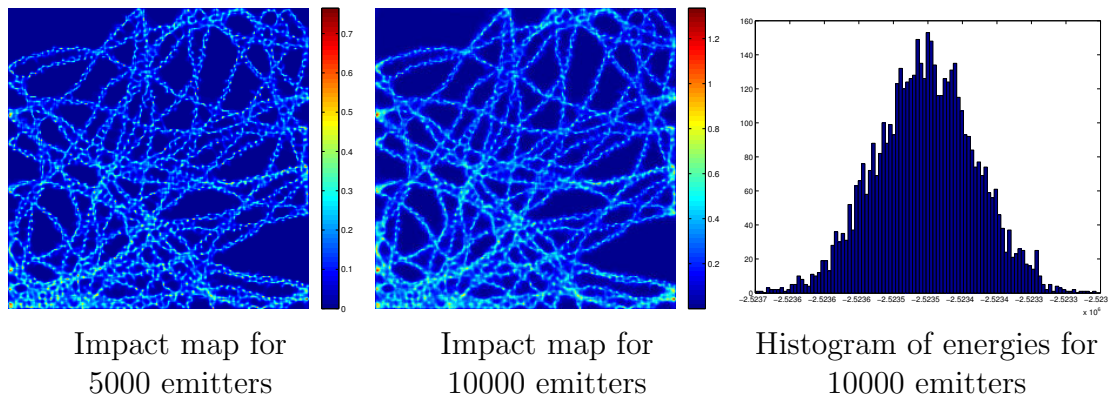 0.7
0.6
0.5
0.4
0.3
0.2
0.1
0
1.2
1
0.8
0.6
0.4
0.2
160
140
120
100
80
60
40
20
0
−2.5237 −2.5236 −2.5236 −2.5236 −2.5235 −2.5235 −2.5234 −2.5234 −2.5233 −2.5233 −2.523
x 10⁶
Impact map for
5000 emitters
Impact map for
10000 emitters
Histogram of energies for
10000 emitters